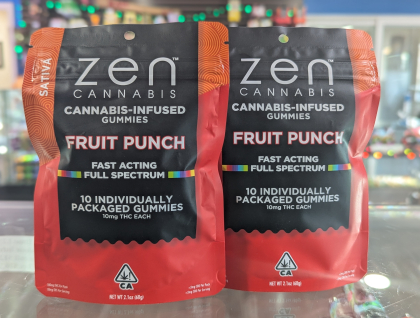 SATIVA
zen™
CANNABIS
CANNABIS-INFUSED
GUMMIES
FRUIT PUNCH
FAST ACTING
FULL SPECTRUM
10 INDIVIDUALLY
PACKAGED GUMMIES
10mg THC EACH
CA
NET WT 2.1oz (60g)
zen™
CANNABIS
CANNABIS-INFUSED
GUMMIES
FRUIT PUNCH
FAST ACTING
FULL SPECTRUM
10 INDIVIDUALLY
PACKAGED GUMMIES
10mg THC EACH
CA
NET WT 2.1oz (60g)